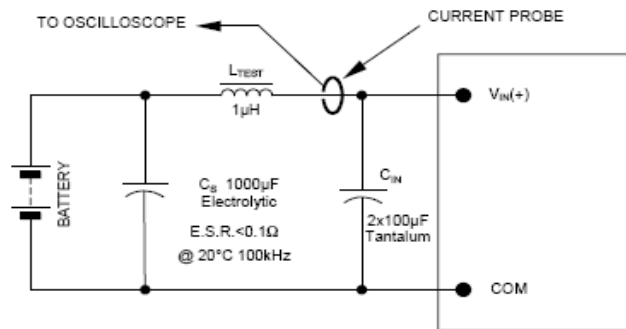 TO OSCILLOSCOPE
CURRENT PROBE
LTEST
1µH
VIN(+)
BATTERY
CS 1000µF
Electrolytic
E.S.R.<0.1Ω
@ 20°C 100kHz
CIN
2x100µF
Tantalum
COM